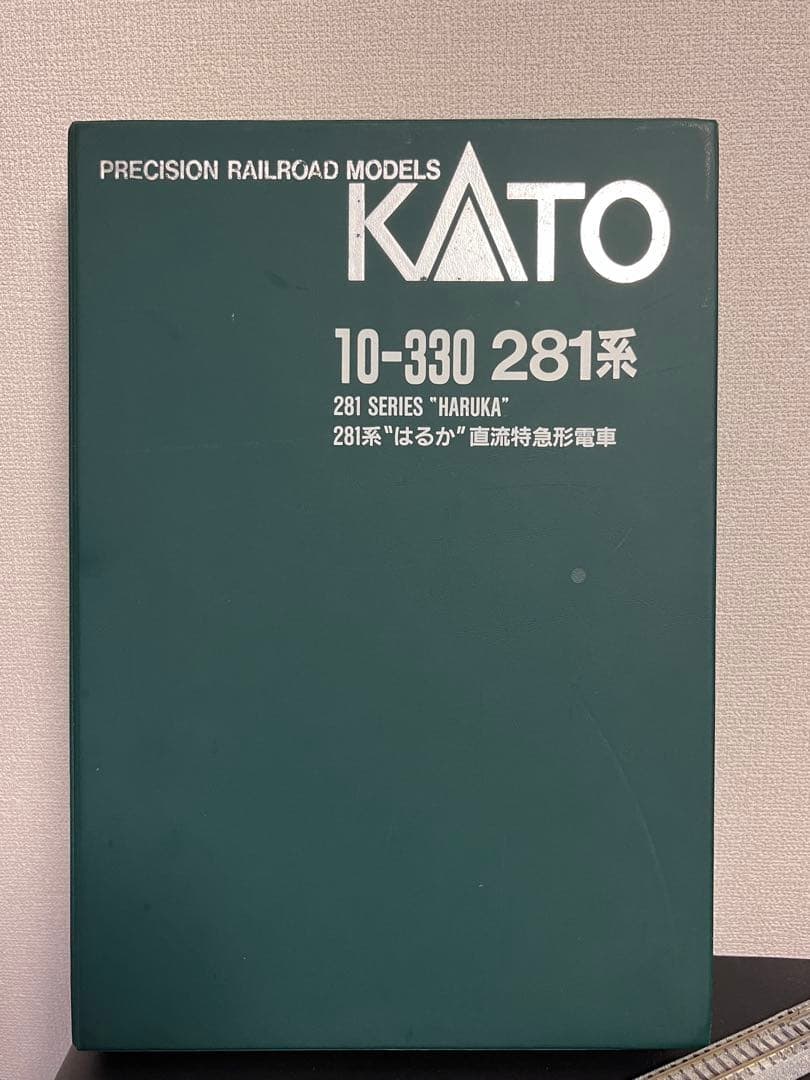 PRECISION RAILROAD MODELS
KATO
10-330 281系
281 SERIES "HARUKA"
281系"はるか"直流特急形電車